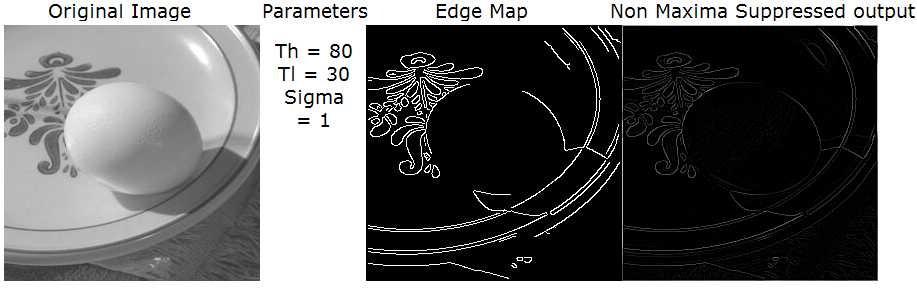 Original Image
Parameters
Edge Map
Non Maxima Suppressed output
Th = 80
Tl = 30
Sigma
= 1